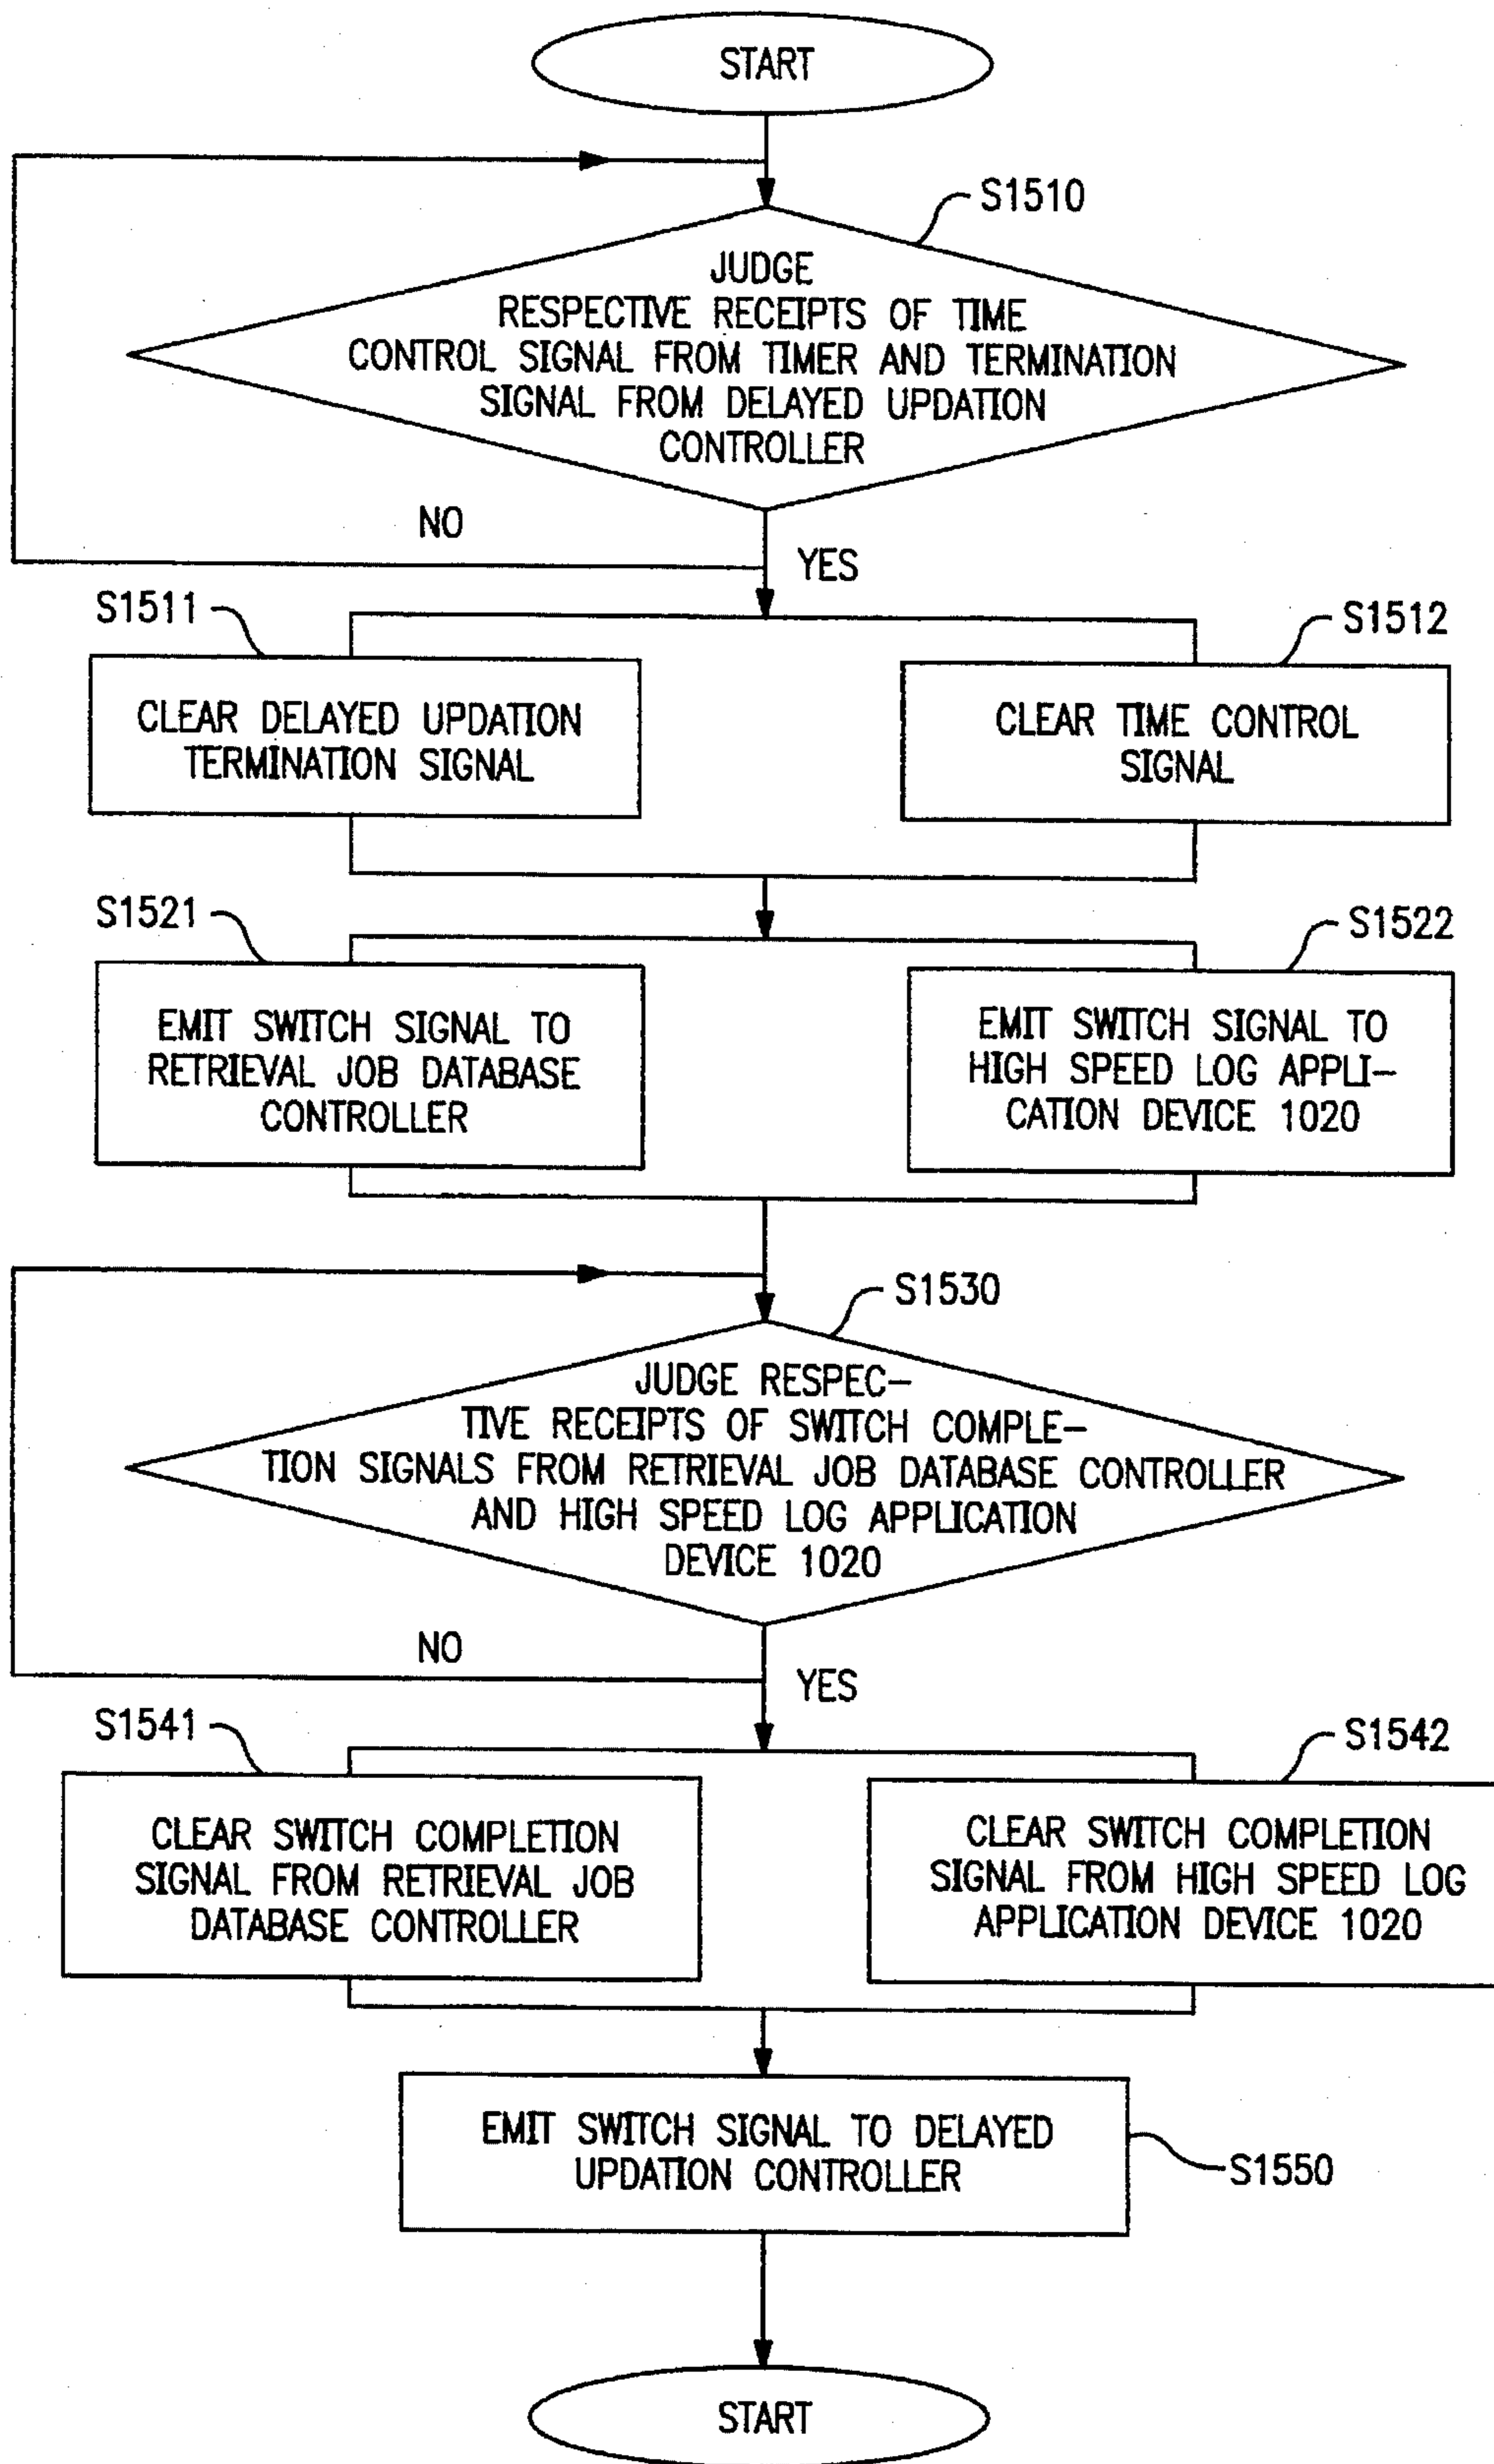 START
S1510
JUDGE
RESPECTIVE RECEIPTS OF TIME
CONTROL SIGNAL FROM TIMER AND TERMINATION
SIGNAL FROM DELAYED UPDATION
CONTROLLER
NO
YES
S1511
S1512
CLEAR DELAYED UPDATION
TERMINATION SIGNAL
CLEAR TIME CONTROL
SIGNAL
S1521
S1522
EMIT SWITCH SIGNAL TO
RETRIEVAL JOB DATABASE
CONTROLLER
EMIT SWITCH SIGNAL TO
HIGH SPEED LOG APPLI-
CATION DEVICE 1020
S1530
JUDGE RESPEC-
TIVE RECEIPTS OF SWITCH COMPLE-
TION SIGNALS FROM RETRIEVAL JOB DATABASE CONTROLLER
AND HIGH SPEED LOG APPLICATION
DEVICE 1020
NO
YES
S1541
S1542
CLEAR SWITCH COMPLETION
SIGNAL FROM RETRIEVAL JOB
DATABASE CONTROLLER
CLEAR SWITCH COMPLETION
SIGNAL FROM HIGH SPEED LOG
APPLICATION DEVICE 1020
EMIT SWITCH SIGNAL TO DELAYED
UPDATION CONTROLLER
S1550
START